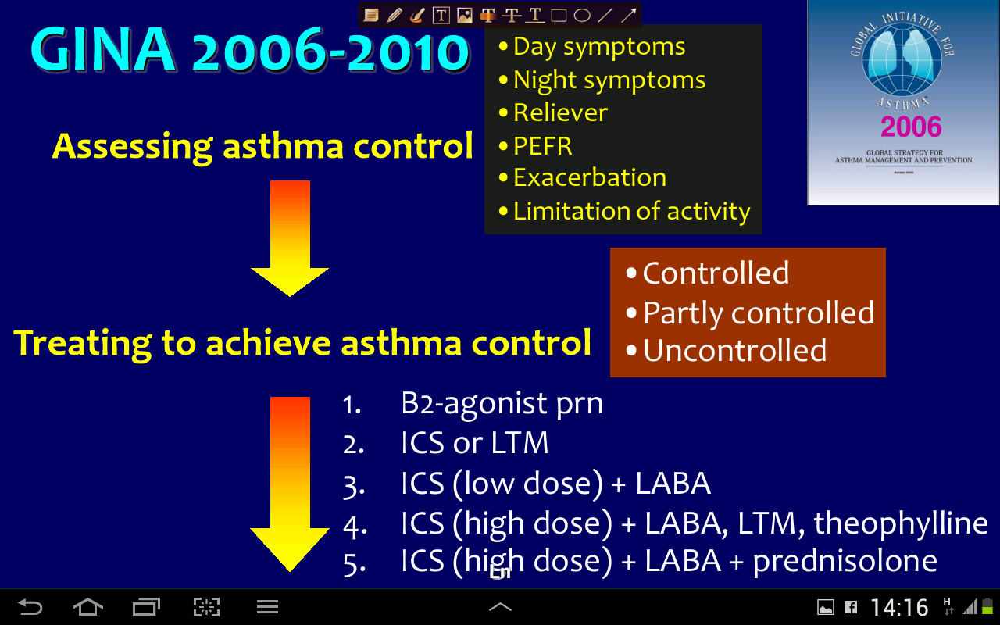 GINA 2006-2010
• Day symptoms
• Night symptoms
• Reliever
• PEFR
• Exacerbation
• Limitation of activity
GLOBAL INITIATIVE FOR
ASTHMA
2006
GLOBAL STRATEGY FOR
ASTHMA MANAGEMENT AND PREVENTION
Assessing asthma control
• Controlled
• Partly controlled
• Uncontrolled
Treating to achieve asthma control
1. B2-agonist prn
2. ICS or LTM
3. ICS (low dose) + LABA
4. ICS (high dose) + LABA, LTM, theophylline
5. ICS (high dose) + LABA + prednisolone
En
14:16
H